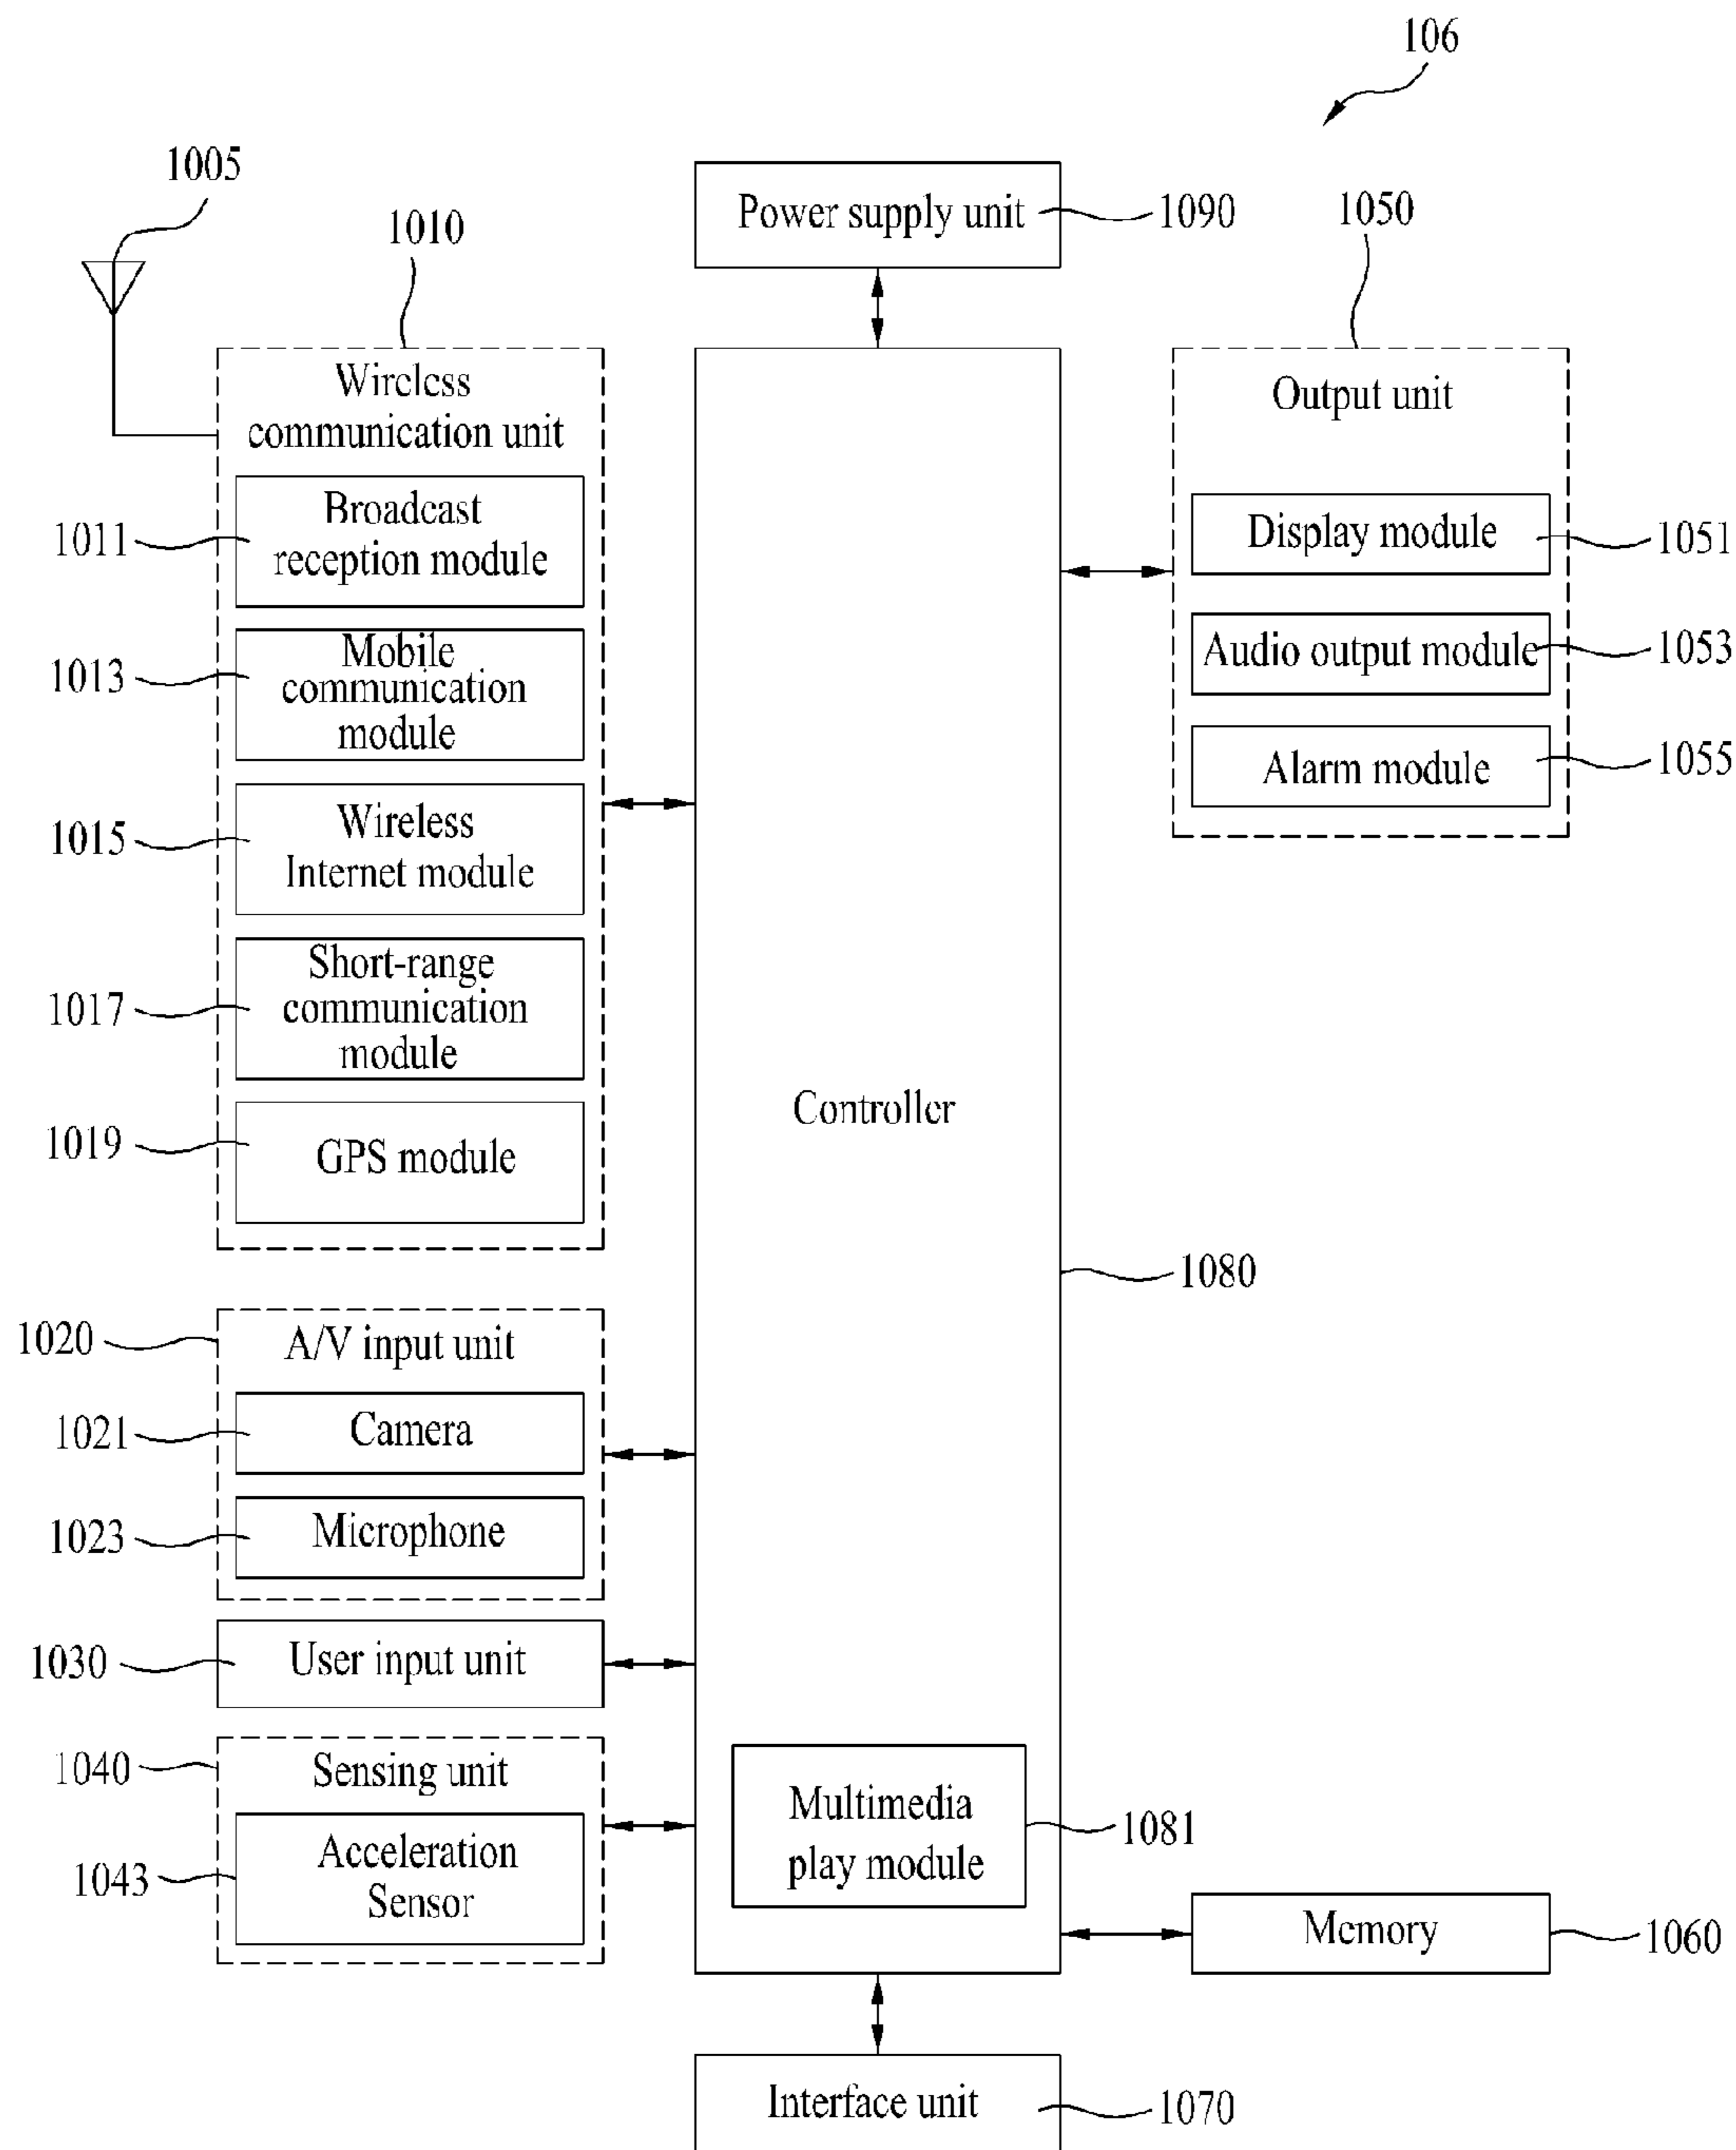 106
1005
1010
Power supply unit
1090
1050
Wireless
communication unit
Output unit
1011
Broadcast
reception module
Display module
1051
1013
Mobile
communication
module
Audio output module
1053
Alarm module
1055
1015
Wireless
Internet module
1017
Short-range
communication
module
Controller
1019
GPS module
1080
1020
A/V input unit
1021
Camera
1023
Microphone
1030
User input unit
1040
Sensing unit
1043
Acceleration
Sensor
Multimedia
play module
1081
Memory
1060
Interface unit
1070